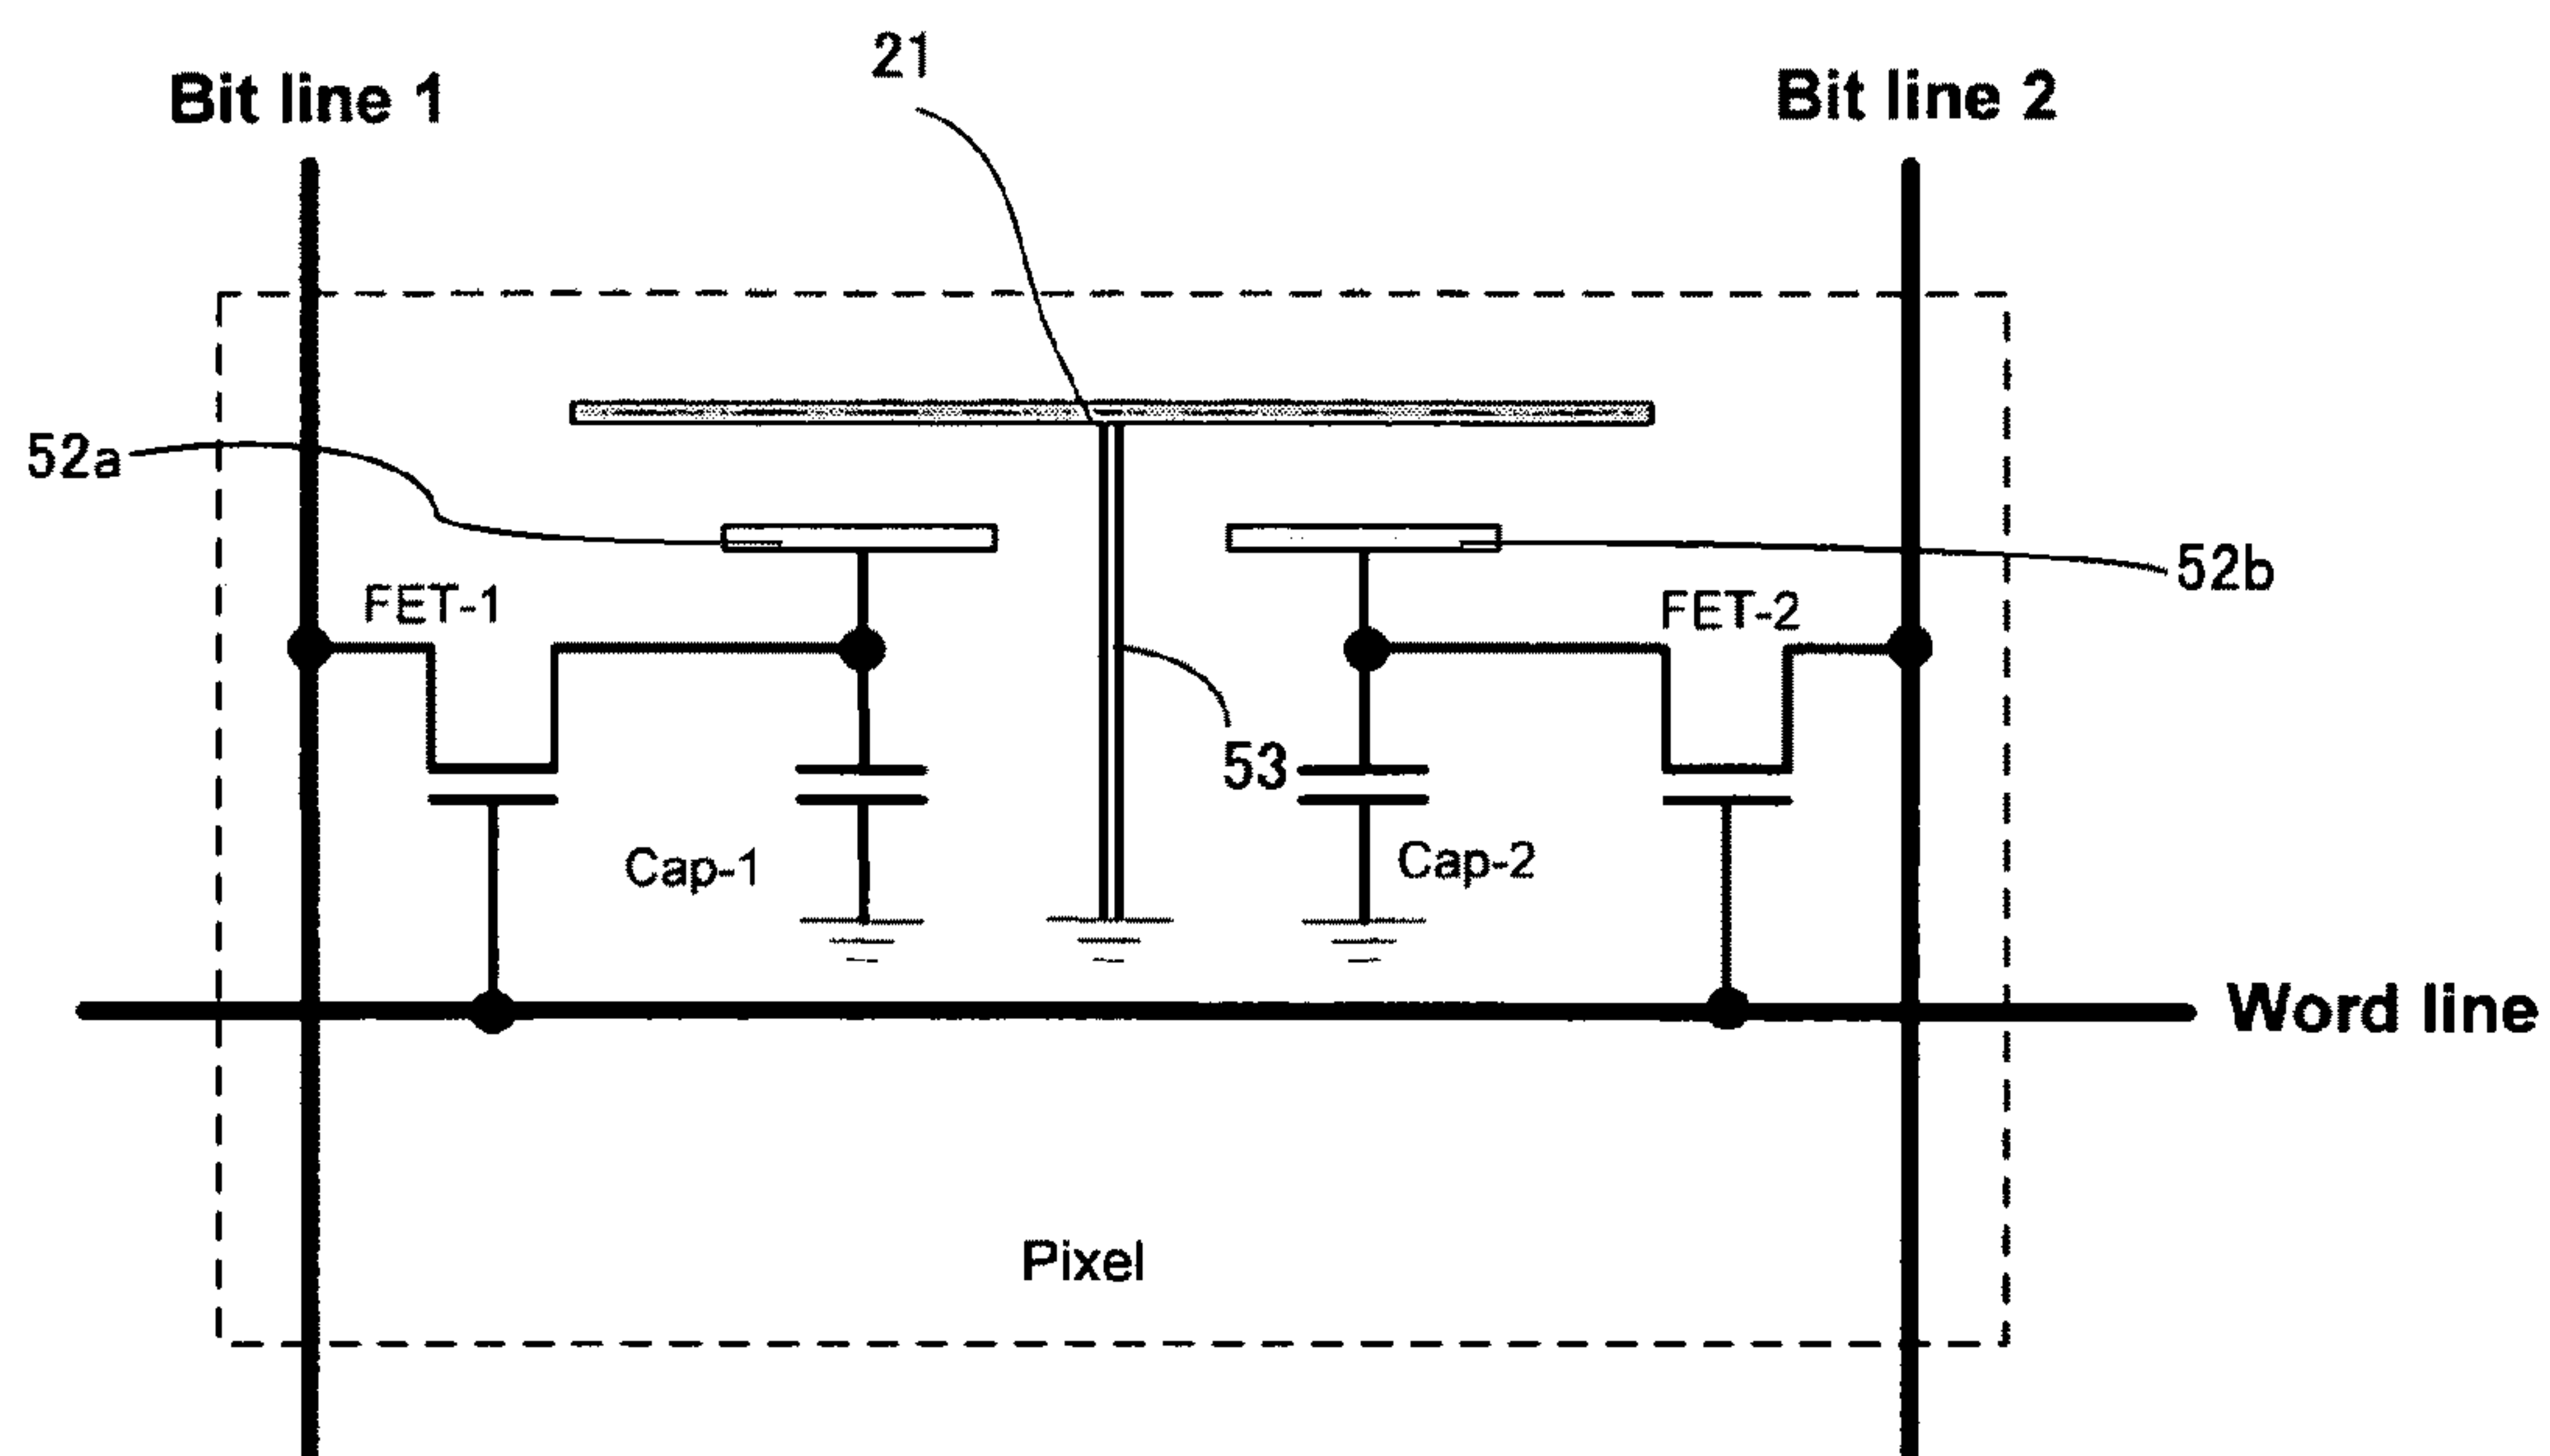 21
Bit line 1
Bit line 2
52a
52b
FET-1
FET-2
53
Cap-1
Cap-2
Word line
Pixel